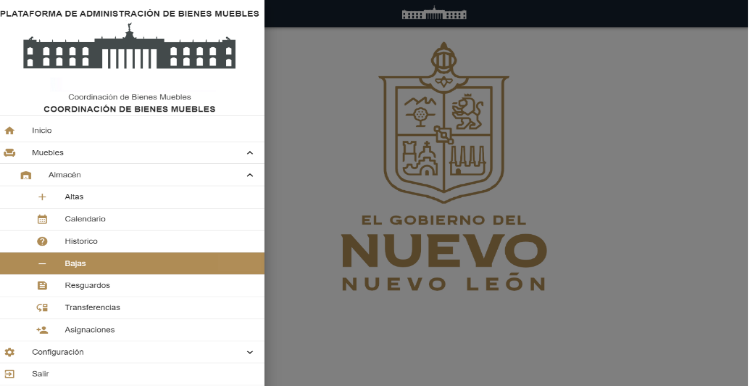 PLATAFORMA DE ADMINISTRACIÓN DE BIENES MUEBLES
Coordinación de Bienes Muebles
COORDINACIÓN DE BIENES MUEBLES
Inicio
Muebles
Almacén
Altas
Calendario
Historico
Bajas
Resguardos
Transferencias
Asignaciones
Configuración
Salir
EL GOBIERNO DEL
NUEVO
NUEVO LEÓN